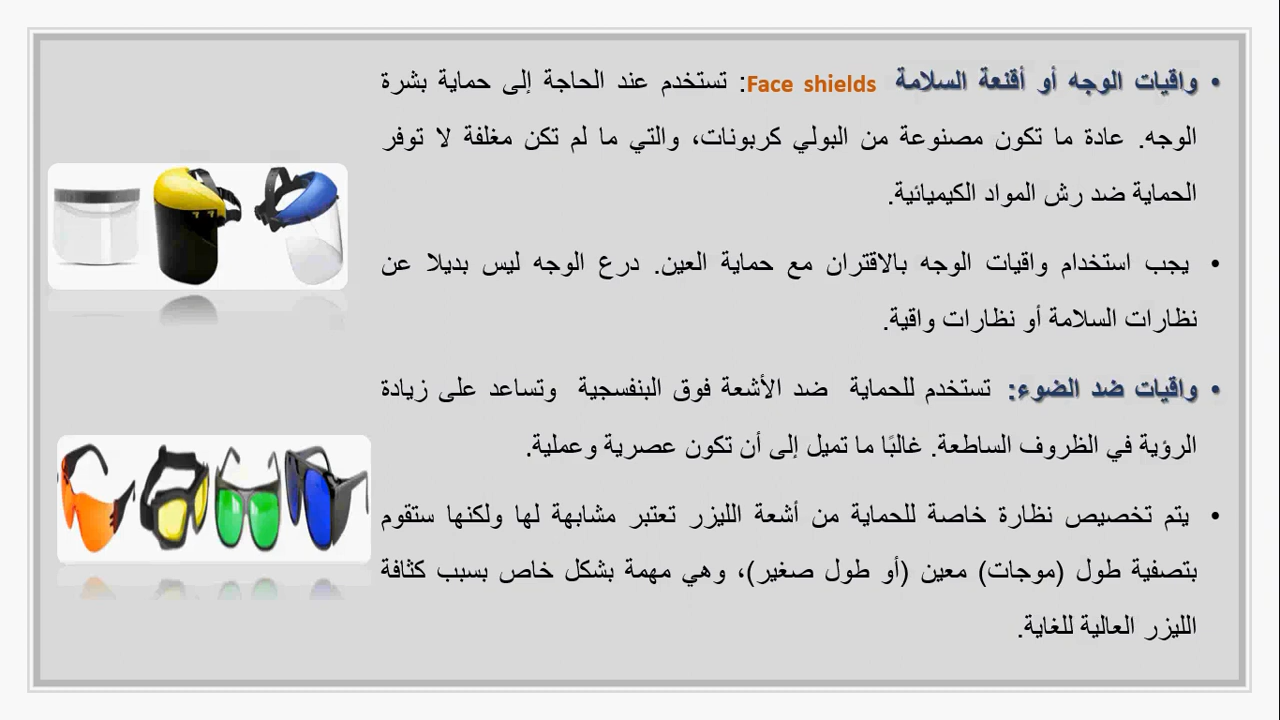 • واقيات الوجه أو أقنعة السلامة Face shields: تستخدم عند الحاجة إلى حماية بشرة
الوجه. عادة ما تكون مصنوعة من البولي كربونات، والتي ما لم تكن مغلفة لا توفر
الحماية ضد رش المواد الكيميائية.
• يجب استخدام واقيات الوجه بالاقتران مع حماية العين. درع الوجه ليس بديلا عن
نظارات السلامة أو نظارات واقية.
• واقيات ضد الضوء: تستخدم للحماية ضد الأشعة فوق البنفسجية وتساعد على زيادة
الرؤية في الظروف الساطعة. غالبًا ما تميل إلى أن تكون عصرية وعملية.
• يتم تخصيص نظارة خاصة للحماية من أشعة الليزر تعتبر مشابهة لها ولكنها ستقوم
بتصفية طول (موجات) معين (أو طول صغير)، وهي مهمة بشكل خاص بسبب كثافة
الليزر العالية للغاية.